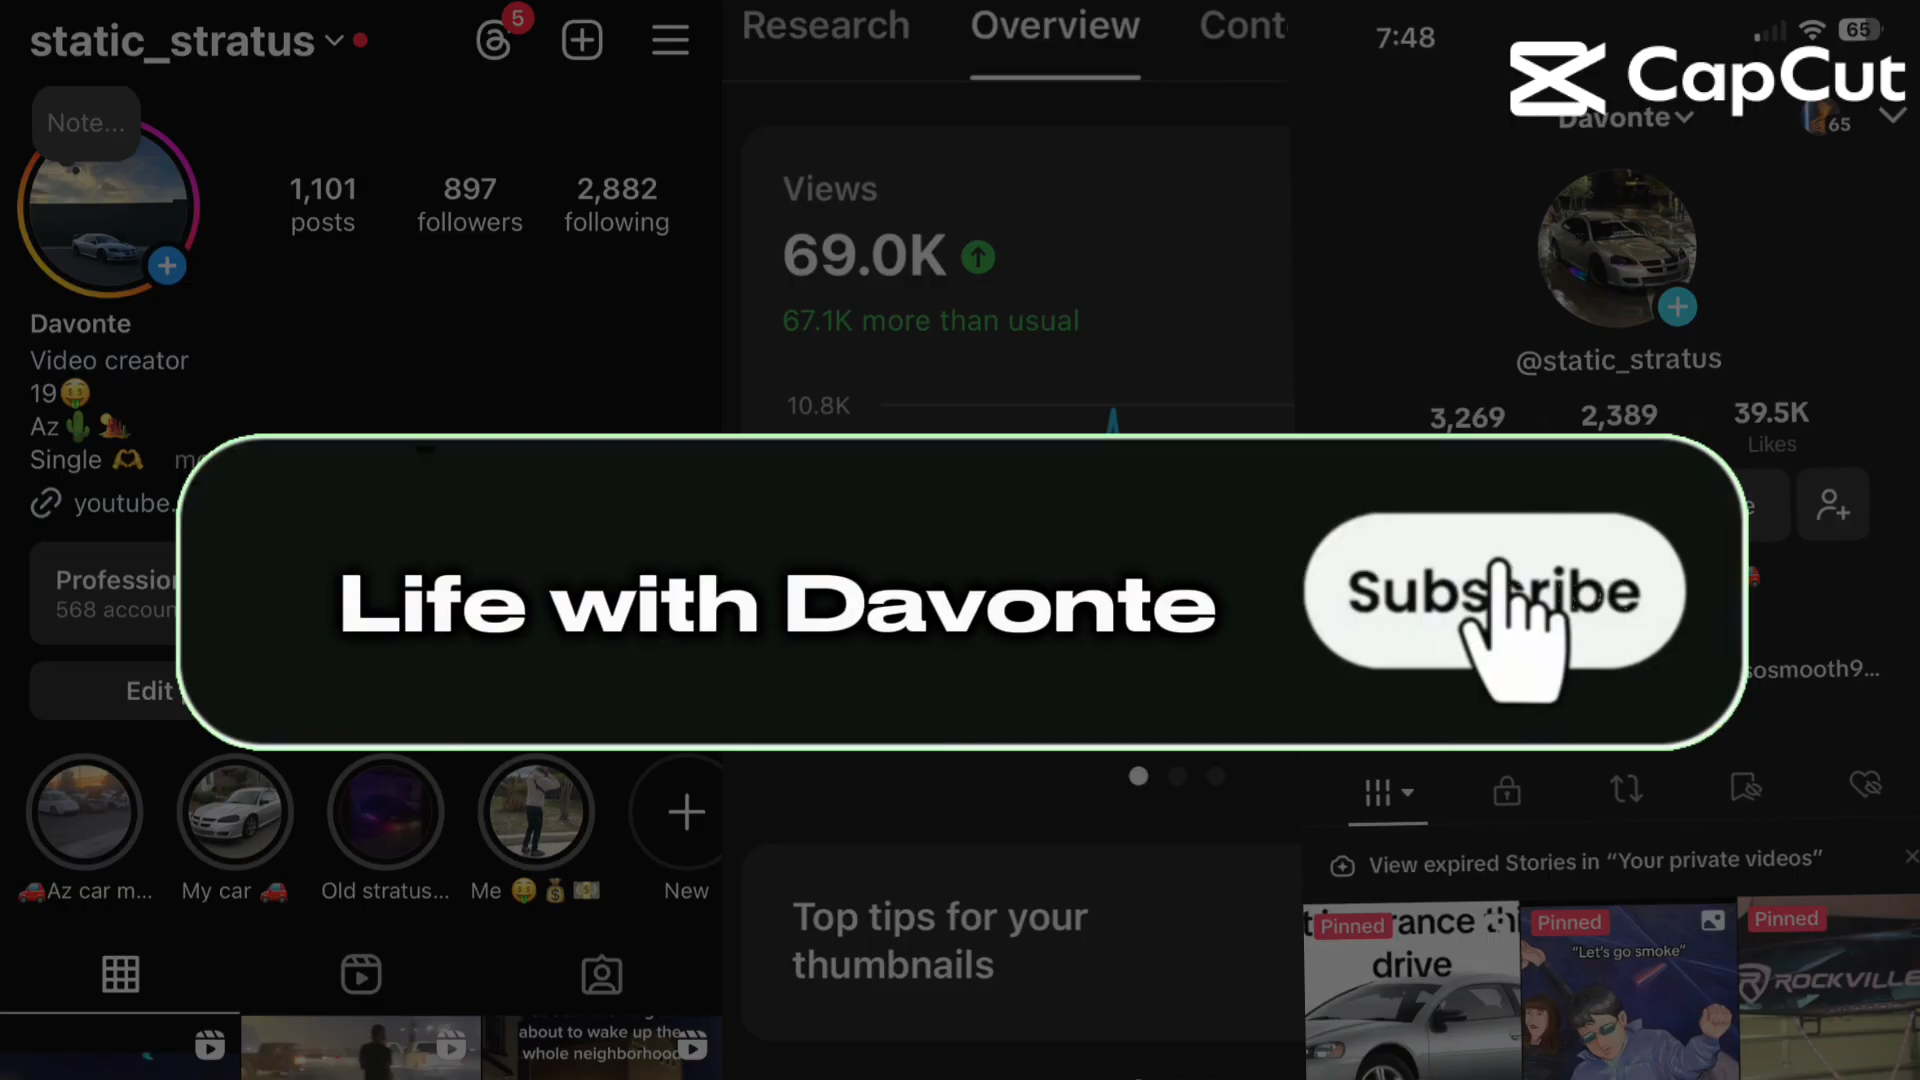 static_stratus
5
Note...
1,101
posts
897
followers
2,882
following
Davonte
Video creator
19
Az
Single
youtube.
568 accoun
Edit
Az car m...
My car
Old stratus...
Me
New
about to wake up the
whole neighborhood
Research
Overview
Views
69.0K
67.1K more than usual
10.8K
Life with Davonte
Subscribe
Top tips for your
thumbnails
7:48
65
CapCut
Davonte
65
@static_stratus
3,269
2,389
39.5K
Likes
sosmooth9...
View expired Stories in “Your private videos”
Pinned
drive
Pinned
“Let's go smoke”
Pinned
ROCKVILLE